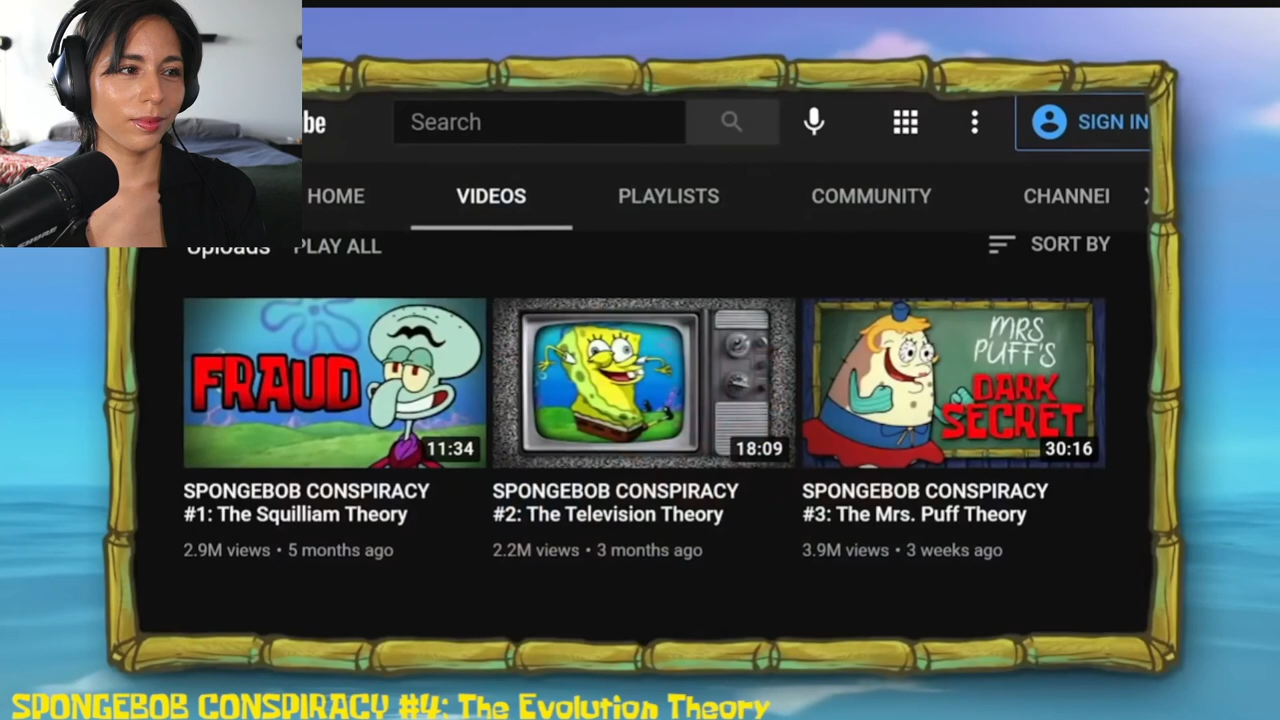 be
Search
SIGN IN
HOME
VIDEOS
PLAYLISTS
COMMUNITY
CHANNEL
Uploads
PLAY ALL
SORT BY
FRAUD
11:34
18:09
MRS
PUFF'S
DARK
SECRET
30:16
SPONGEBOB CONSPIRACY
#1: The Squilliam Theory
2.9M views • 5 months ago
SPONGEBOB CONSPIRACY
#2: The Television Theory
2.2M views • 3 months ago
SPONGEBOB CONSPIRACY
#3: The Mrs. Puff Theory
3.9M views • 3 weeks ago
SHURE
SPONGEBOB CONSPIRACY #4: The Evolution Theory